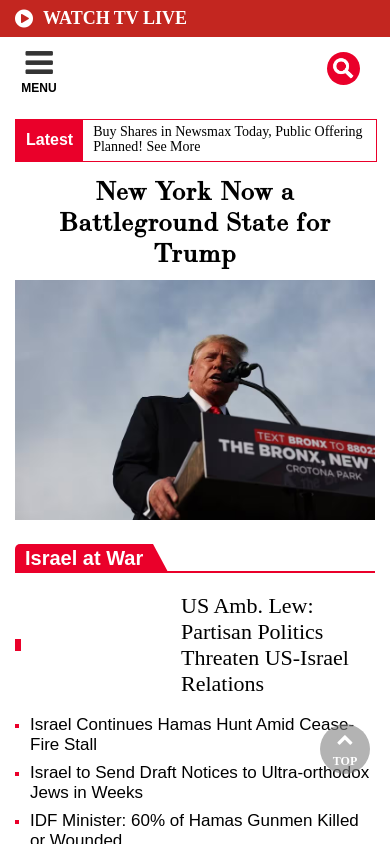 WATCH TV LIVE
MENU
Latest
Buy Shares in Newsmax Today, Public Offering
Planned! See More
New York Now a
Battleground State for
Trump
TEXT BRONX TO 88022
THE BRONX, NEW Y
CROTONA PARK
Israel at War
US Amb. Lew:
Partisan Politics
Threaten US-Israel
Relations
Israel Continues Hamas Hunt Amid Cease-
Fire Stall
TOP
Israel to Send Draft Notices to Ultra-orthodox
Jews in Weeks
IDF Minister: 60% of Hamas Gunmen Killed
or Wounded